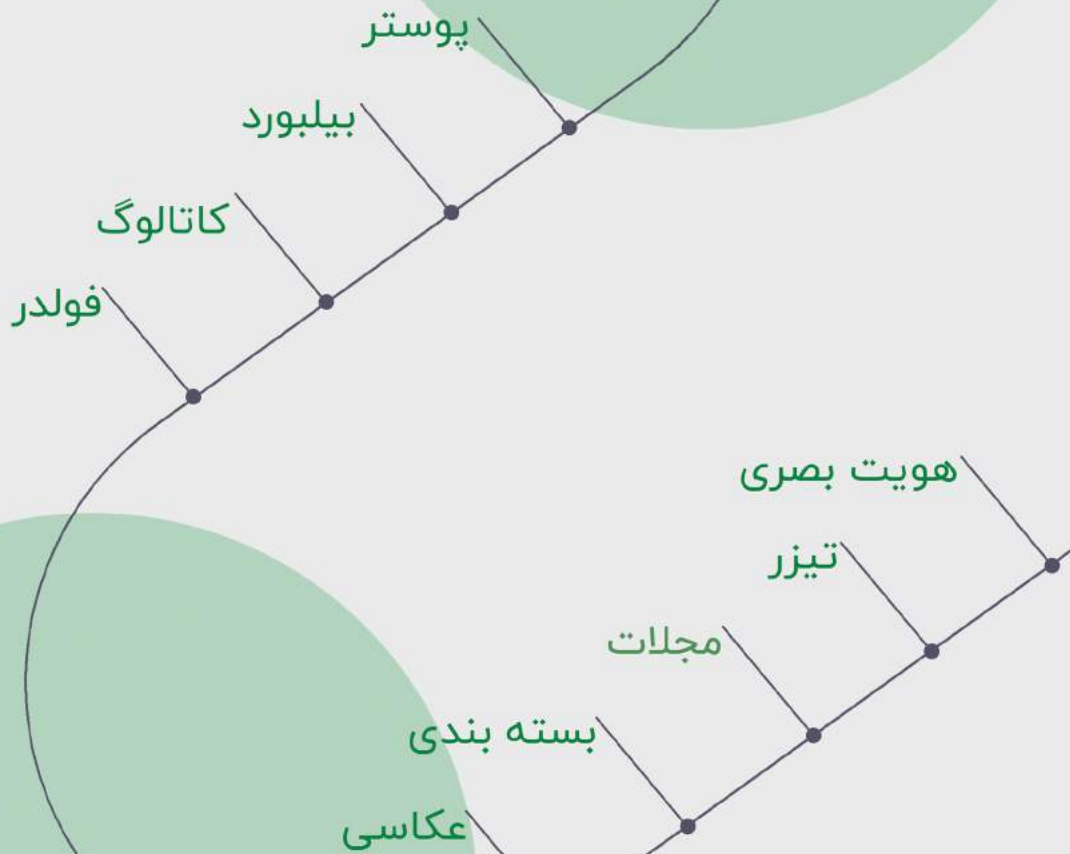 پوستر
بیلبورد
کاتالوگ
فولدر
هویت بصری
تیزر
مجلات
بسته بندی
عکاسی